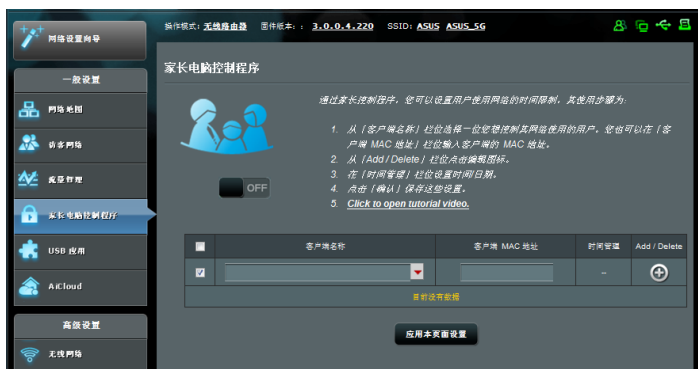 操作模式: 无线路由器 固件版本: : 3.0.0.4.220 SSID: ASUS ASUS_5G
网络设置向导
一般设置
网络地图
访客网络
流量管理
家长电脑控制程序
USB 应用
AiCloud
高级设置
无线网络
家长电脑控制程序
通过家长控制程序，您可以设置用户使用网络的时间限制，其使用步骤为:
1. 从「客户端名称」栏位选择一位您想控制其网络使用的用户。您也可以在「客
户端 MAC 地址」栏位输入客户端的 MAC 地址。
2. 从「Add / Delete」栏位点击编辑图标。
3. 在「时间管理」栏位设置时间/日期。
4. 点击「确认」保存这些设置。
5. Click to open tutorial video.
OFF
客户端名称 客户端 MAC 地址 时间管理 Add / Delete
--
目前没有数据
应用本页面设置